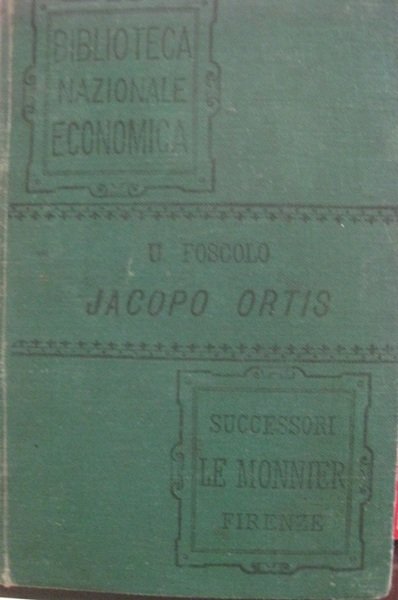 BIBLIOTECA
NAZIONALE
ECONOMICA
U FOSCOLO
JACOPO ORTIS
SUCCESSORI
LE MONNIER
FIRENZE